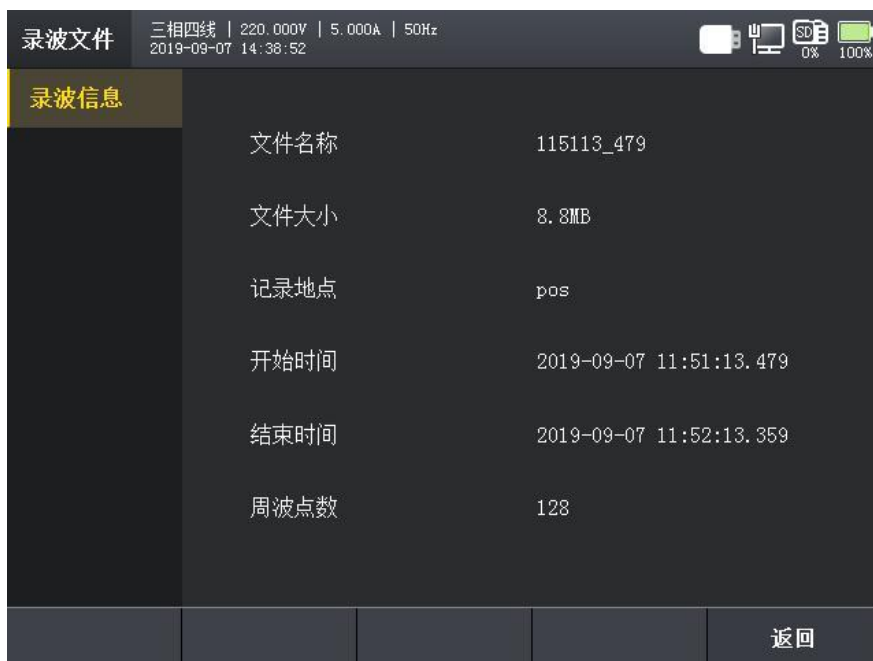 录波文件
三相四线 | 220.000V | 5.000A | 50Hz
2019-09-07 14:38:52
SD
0%
100%
录波信息
文件名称 115113_479
文件大小 8.8MB
记录地点 pos
开始时间 2019-09-07 11:51:13.479
结束时间 2019-09-07 11:52:13.359
周波点数 128
返回